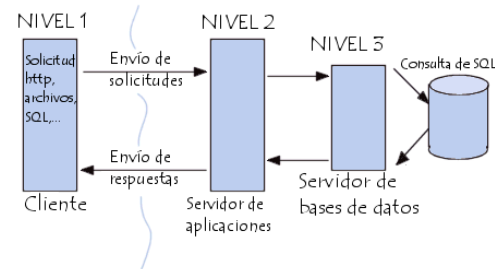 NIVEL 1
NIVEL 2
NIVEL 3
Solicitud
http,
archivos,
SQL,...
Envío de
solicitudes
Consulta de SQL
Envío de
respuestas
Cliente
Servidor de
aplicaciones
Servidor de
bases de datos